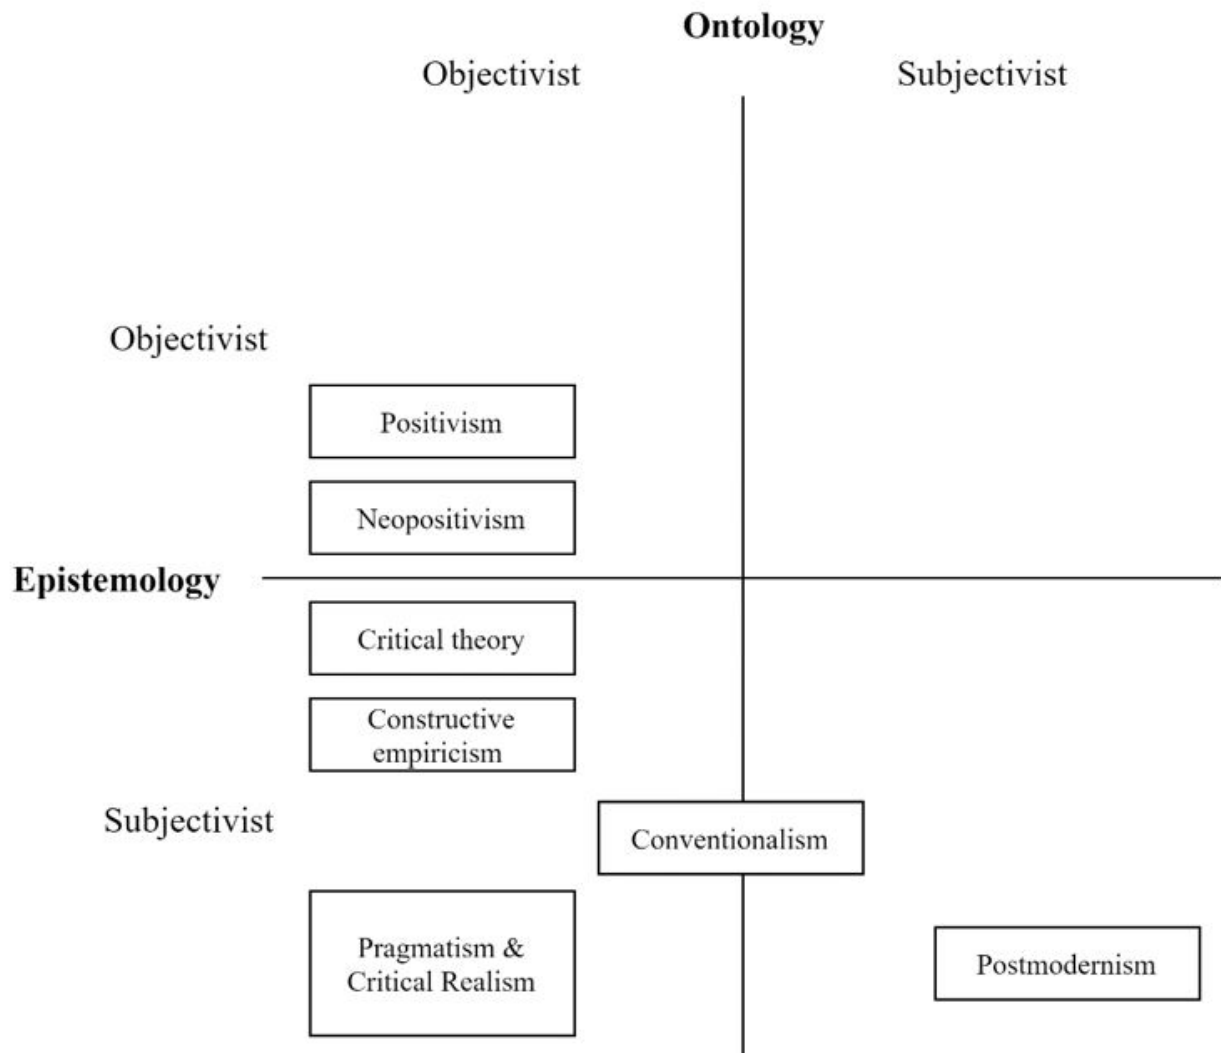 Ontology
Objectivist
Subjectivist
Objectivist
Positivism
Neopositivism
Epistemology
Critical theory
Constructive
empiricism
Subjectivist
Conventionalism
Pragmatism &
Critical Realism
Postmodernism